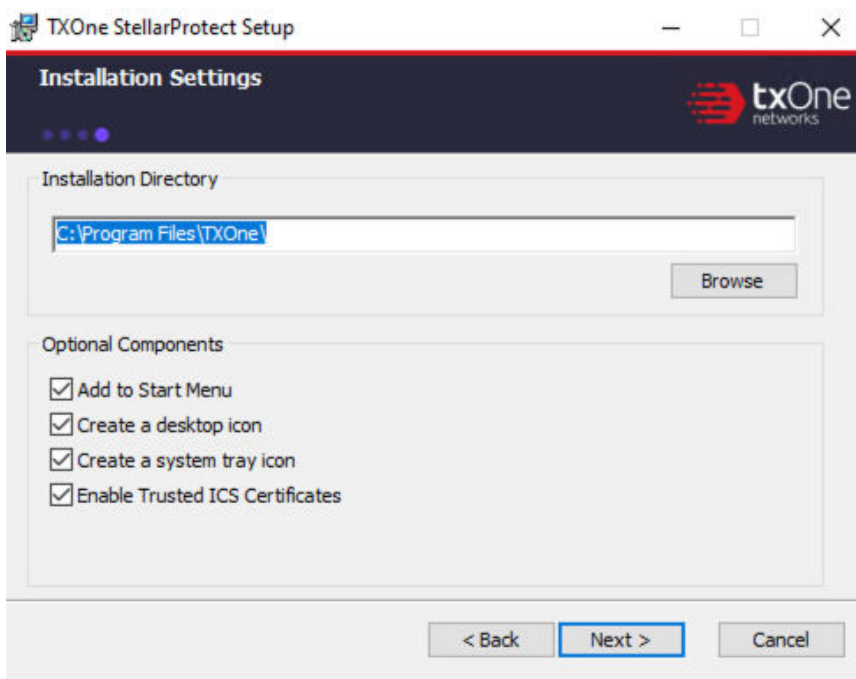 TXOne StellarProtect Setup
Installation Settings
txOne
networks
Installation Directory
C:\Program Files\TXOne\
Browse
Optional Components
Add to Start Menu
Create a desktop icon
Create a system tray icon
Enable Trusted ICS Certificates
< Back
Next >
Cancel